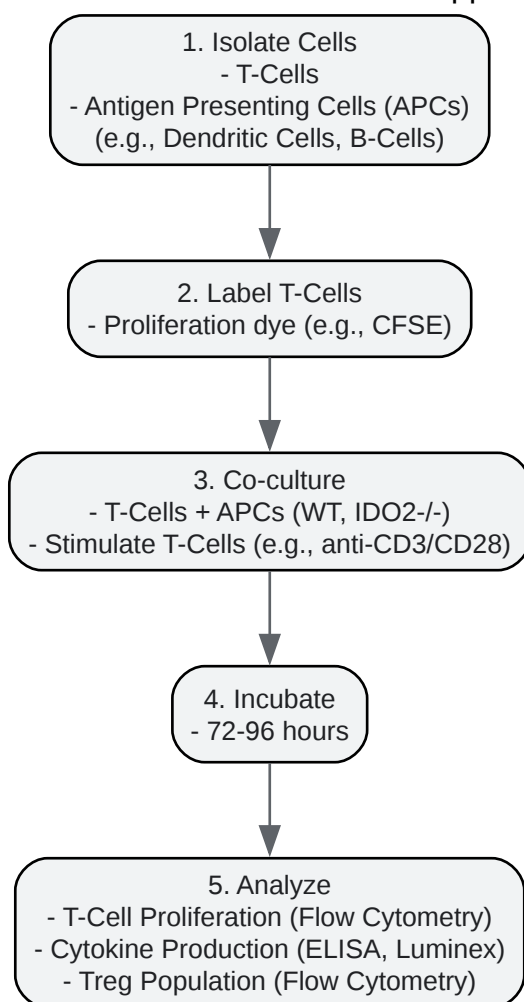 1. Isolate Cells
- T-Cells
- Antigen Presenting Cells (APCs)
(e.g., Dendritic Cells, B-Cells)
2. Label T-Cells
- Proliferation dye (e.g., CFSE)
3. Co-culture
- T-Cells + APCs (WT, IDO2-/-)
- Stimulate T-Cells (e.g., anti-CD3/CD28)
4. Incubate
- 72-96 hours
5. Analyze
- T-Cell Proliferation (Flow Cytometry)
- Cytokine Production (ELISA, Luminex)
- Treg Population (Flow Cytometry)